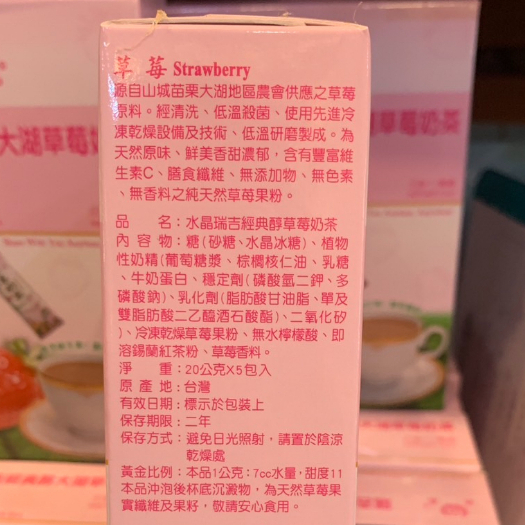 草莓 Strawberry
源自山城苗栗大湖地區農會供應之草莓
原料。經清洗、低溫殺菌、使用先進冷
凍乾燥設備及技術、低溫研磨製成。為
天然原味、鮮美香甜濃郁，含有豐富維
生素C、膳食纖維、無添加物、無色素
、無香料之純天然草莓果粉。
品 名:水晶瑞吉經典醇草莓奶茶
內 容 物:糖(砂糖、水晶冰糖)、植物
性奶精(葡萄糖漿、棕櫚核仁油、乳糖
、牛奶蛋白、穩定劑(磷酸氫二鉀、多
磷酸鈉)、乳化劑(脂肪酸甘油脂、單及
雙脂肪酸二乙醯酒石酸酯)、二氧化矽
)、冷凍乾燥草莓果粉、無水檸檬酸、即
溶錫蘭紅茶粉、草莓香料。
淨 重:20公克X5包入
原 產 地:台灣
有效日期:標示於包裝上
保存期限:二年
保存方式:避免日光照射，請置於陰涼
乾燥處
黃金比例:本品1公克:7cc水量，甜度11
本品沖泡後杯底沉澱物，為天然草莓果
實纖維及果籽，敬請安心食用。
大湖草莓奶
草莓奶茶